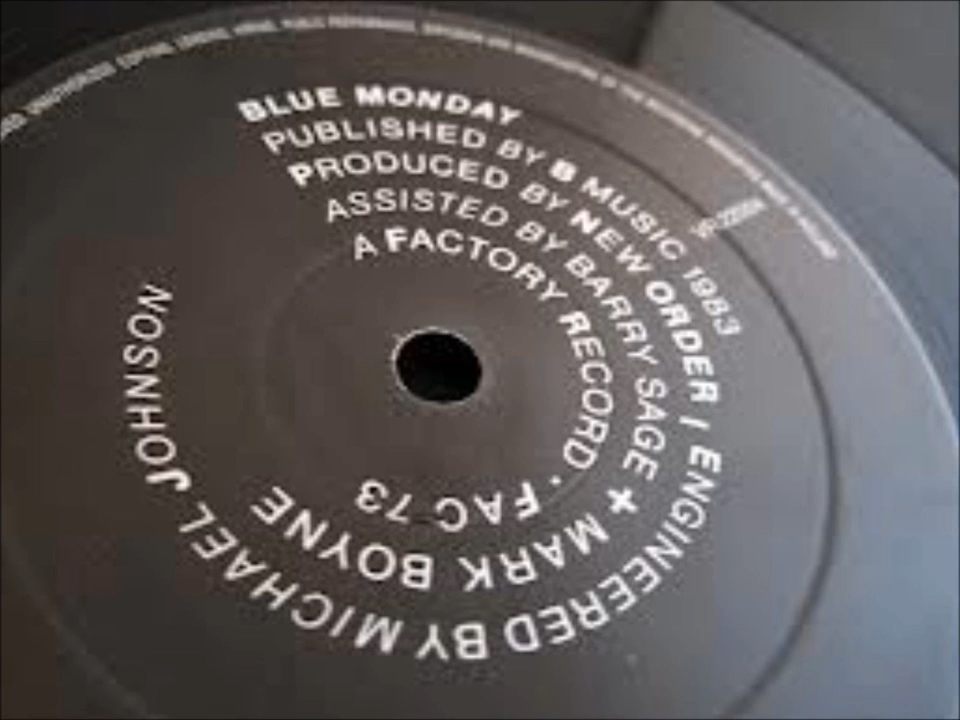 BLUE MONDAY
PUBLISHED BY B MUSIC 1983
PRODUCED BY NEW ORDER / ENGINEERED BY MICHAEL JOHNSON
ASSISTED BY BARRY SAGE + MARK BOYNE
A FACTORY RECORD · FAC 73